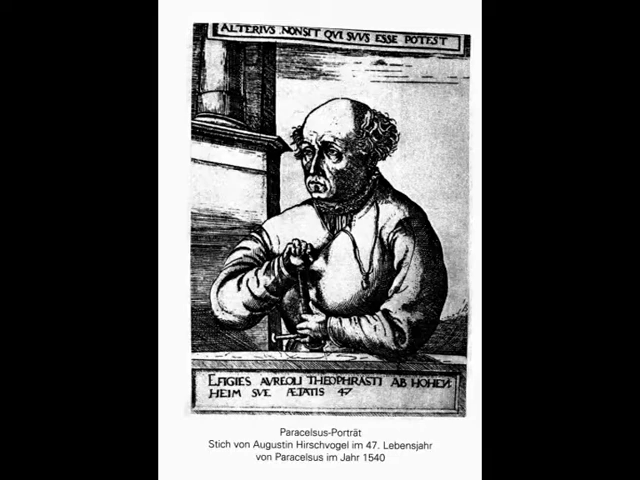 ALTERIVS NONSIT QVI SVVS ESSE POTEST
EFIGIES AVREOLI THEOPHRASTI AB HOHEN:
HEIM SVE ÆTATIS 47
Paracelsus-Porträt
Stich von Augustin Hirschvogel im 47. Lebensjahr
von Paracelsus im Jahr 1540